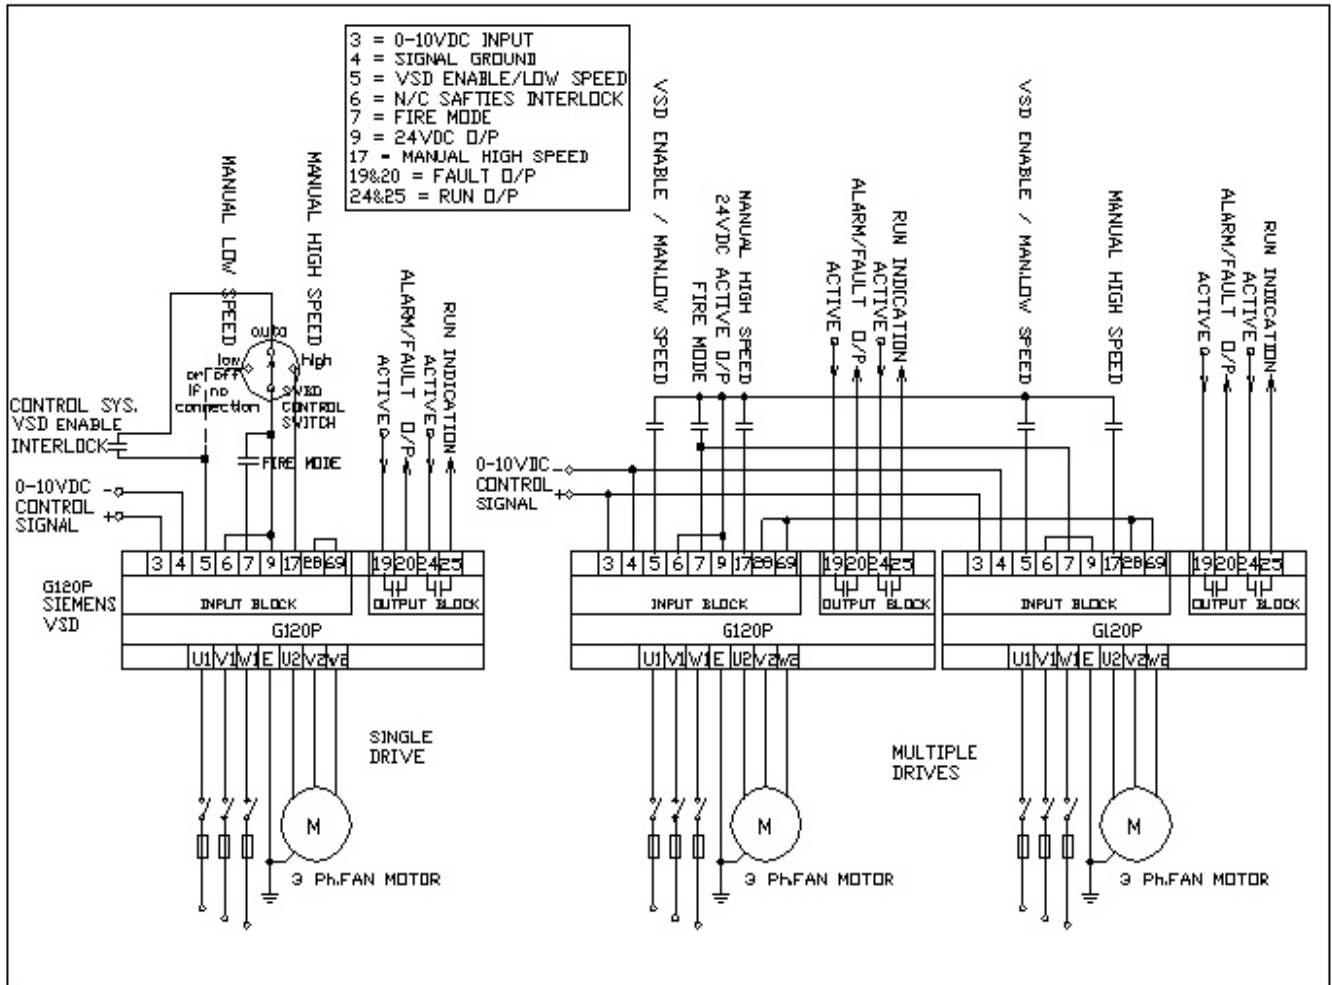 3 = 0-10VDC INPUT
4 = SIGNAL GROUND
5 = VSD ENABLE/LOW SPEED
6 = N/C SAFTIES INTERLOCK
7 = FIRE MODE
9 = 24VDC O/P
17 - MANUAL HIGH SPEED
19&20 = FAULT O/P
24&25 = RUN O/P
MANUAL LOW SPEED
MANUAL HIGH SPEED
ALARM/FAULT O/P
ACTIVE
RUN INDICATION
ACTIVE
auto
low
high
or off
if no
connection
SW
CONTROL
SWITCH
CONTROL SYS.
VSD ENABLE
INTERLOCK
FIRE MODE
0-10VDC -
CONTROL
SIGNAL +
VSD ENABLE / MANLOW SPEED
FIRE MODE
24VDC ACTIVE O/P
MANUAL HIGH SPEED
ACTIVE
ALARM/FAULT O/P
ACTIVE
RUN INDICATION
VSD ENABLE / MANLOW SPEED
MANUAL HIGH SPEED
ACTIVE
ALARM/FAULT O/P
ACTIVE
RUN INDICATION
0-10VDC -
CONTROL
SIGNAL +
3 4 5 6 7 9 17 28 69 19 20 24 25
3 4 5 6 7 9 17 28 69 19 20 24 25
3 4 5 6 7 9 17 28 69 19 20 24 25
G120P
SIEMENS
VSD
INPUT BLOCK OUTPUT BLOCK
INPUT BLOCK OUTPUT BLOCK
INPUT BLOCK OUTPUT BLOCK
G120P
G120P
G120P
U1 V1 W1 E U2 V2 W2
U1 V1 W1 E U2 V2 W2
U1 V1 W1 E U2 V2 W2
SINGLE
DRIVE
MULTIPLE
DRIVES
M
M
M
3 Ph.FAN MOTOR
3 Ph.FAN MOTOR
3 Ph.FAN MOTOR